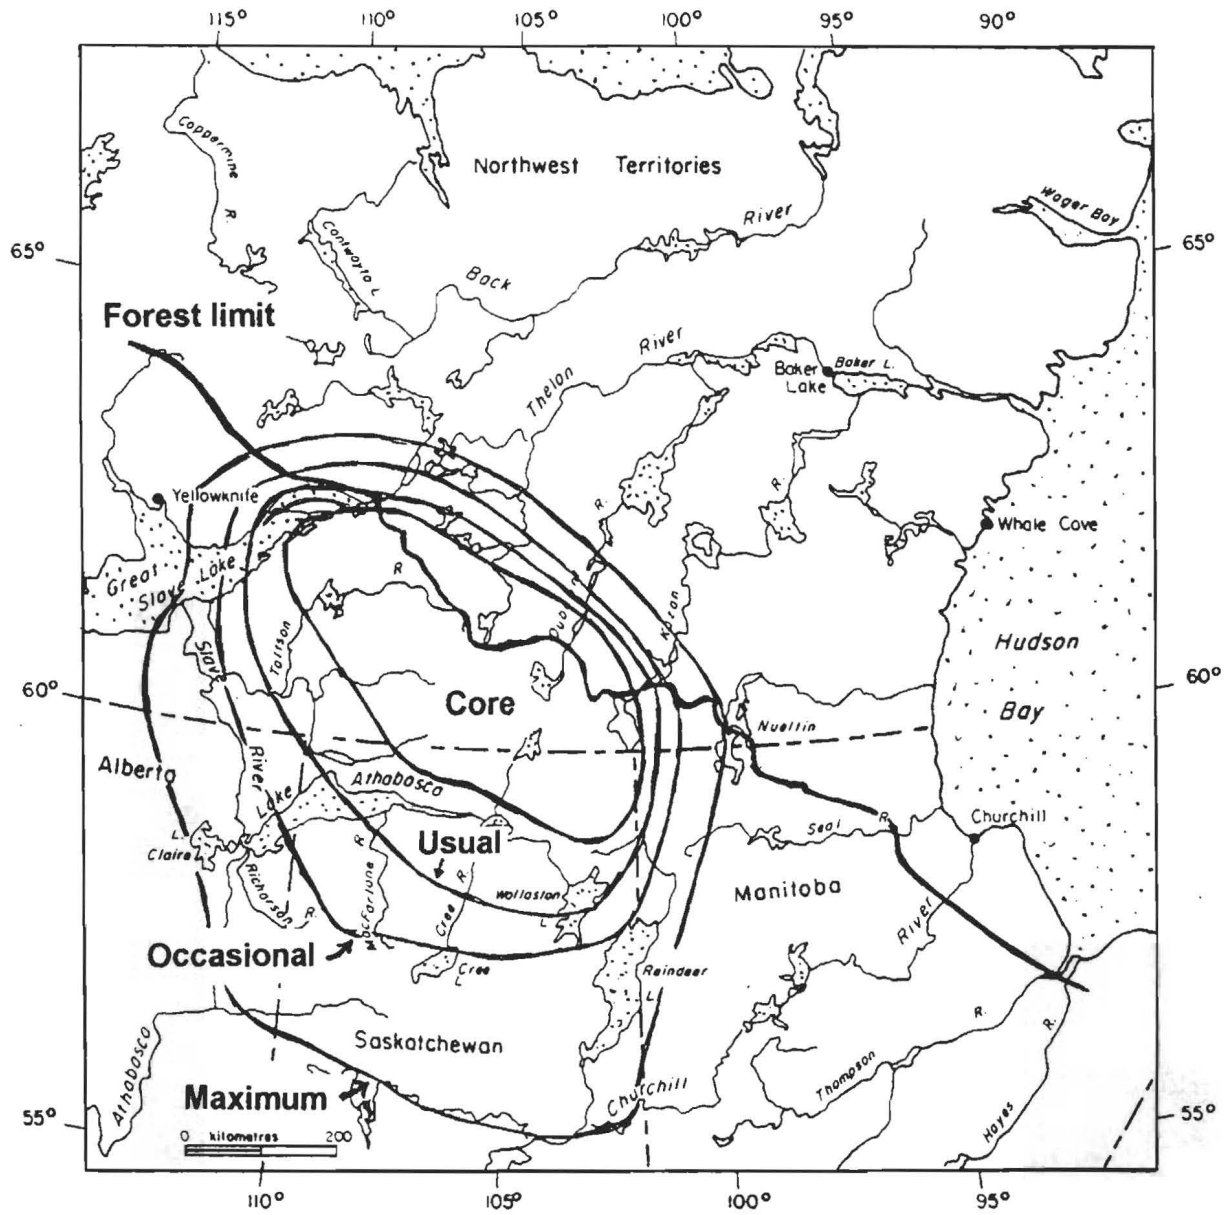 115° 110° 105° 100° 95° 90°
Coppermine
R.
Northwest Territories
Wager Bay
Contwoyto L.
River
65° 65°
Back
Forest limit
River
Baker L.
Baker
Lake
Thelon
Yellowknife
R.
R.
Whale Cove
Great
Slave Lake
R
Kazan
Dub
Hudson
Slave
Taltson
60° 60°
Core
Bay
Nueltin
Alberta
River
Lake
Athabasca
Churchill
Seal R.
L.
Claire
Usual
R
Manitoba
Richarson
R.
MacFarlane
Cree
R.
Wollaston
L
River
Occasional
Cree
L
Reindeer
L
Saskatchewan
R.
R.
Athabasca
Maximum
Churchill
Thompson
55° 55°
0 kilometres 200
Hayes
110° 105° 100° 95°